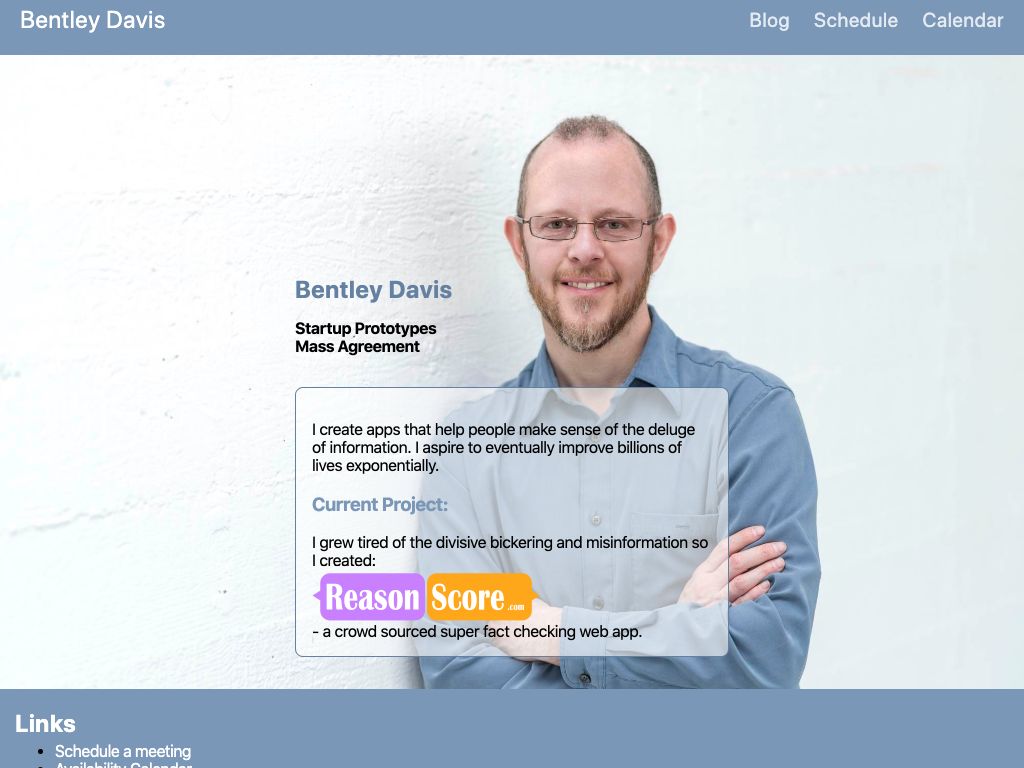 Bentley Davis
Blog Schedule Calendar
Bentley Davis
Startup Prototypes
Mass Agreement
I create apps that help people make sense of the deluge
of information. I aspire to eventually improve billions of
lives exponentially.
Current Project:
I grew tired of the divisive bickering and misinformation so
I created:
Reason Score.com
- a crowd sourced super fact checking web app.
Links
Schedule a meeting
Availability Calendar